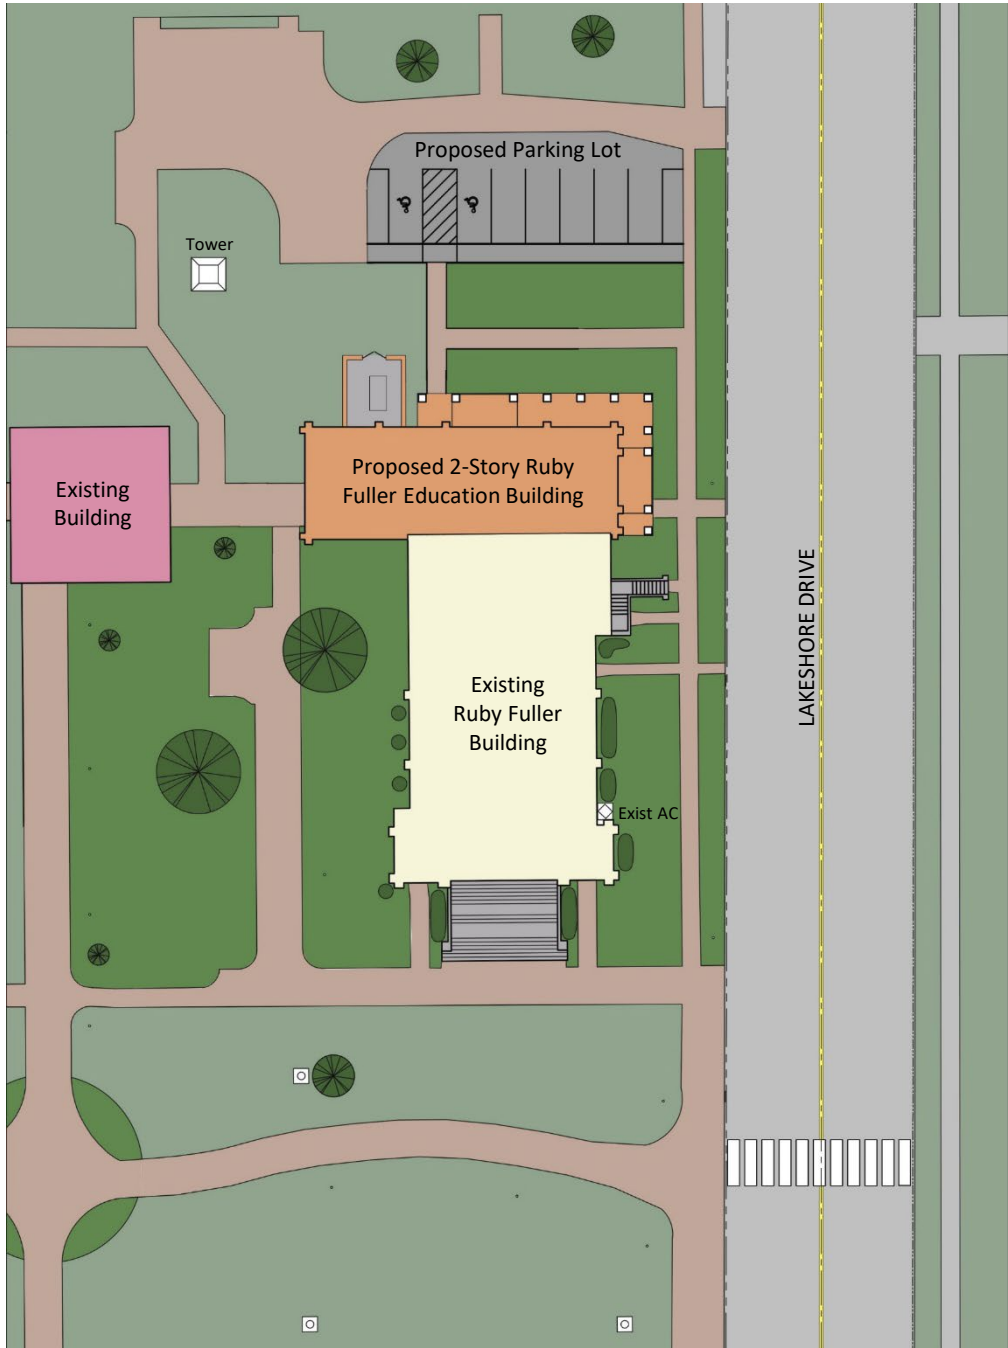 Proposed Parking Lot
Tower
Proposed 2-Story Ruby
Fuller Education Building
Existing
Building
LAKESHORE DRIVE
Existing
Ruby Fuller
Building
Exist AC